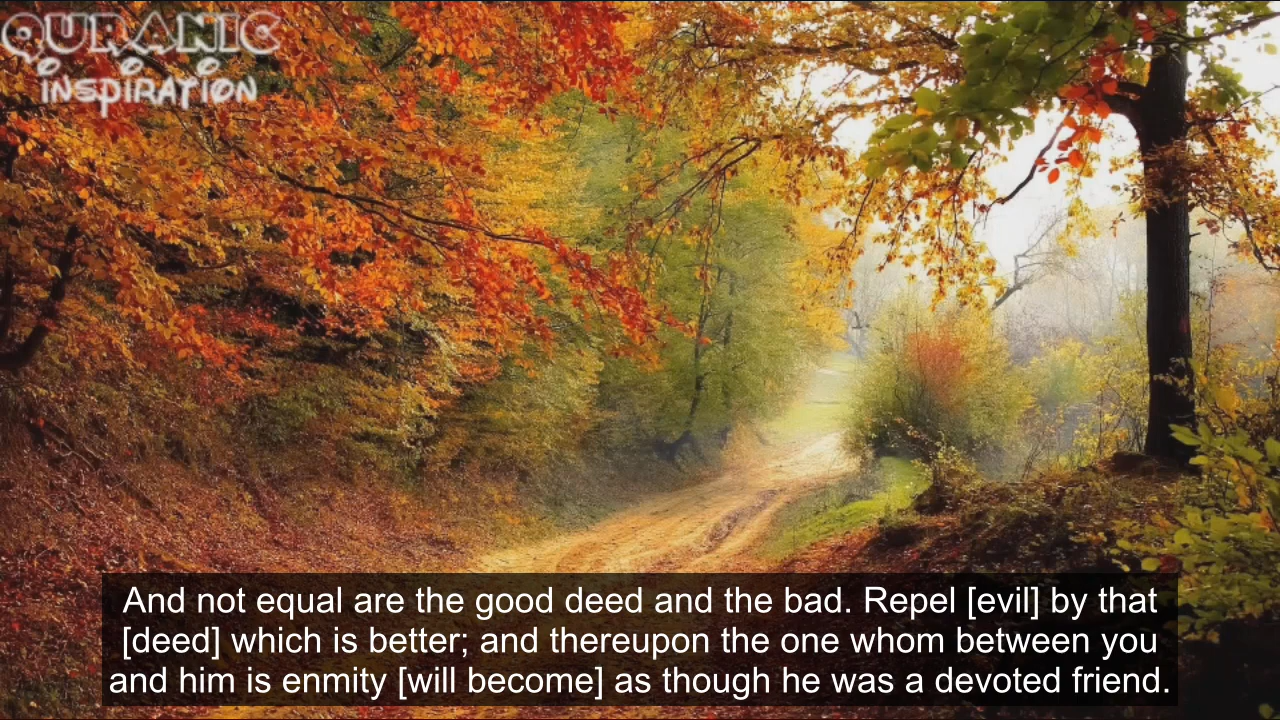 QURANIC
INSPIRATION
And not equal are the good deed and the bad. Repel [evil] by that
[deed] which is better; and thereupon the one whom between you
and him is enmity [will become] as though he was a devoted friend.